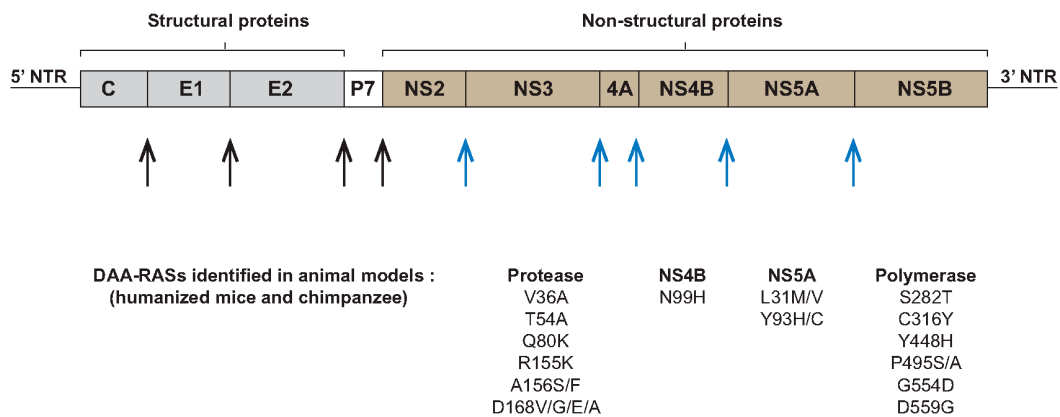 Structural proteins
Non-structural proteins
5’ NTR
C
E1
E2
P7
NS2
NS3
4A
NS4B
NS5A
NS5B
3’ NTR
DAA-RASs identified in animal models :
(humanized mice and chimpanzee)
Protease
V36A
T54A
Q80K
R155K
A156S/F
D168V/G/E/A
NS4B
N99H
NS5A
L31M/V
Y93H/C
Polymerase
S282T
C316Y
Y448H
P495S/A
G554D
D559G